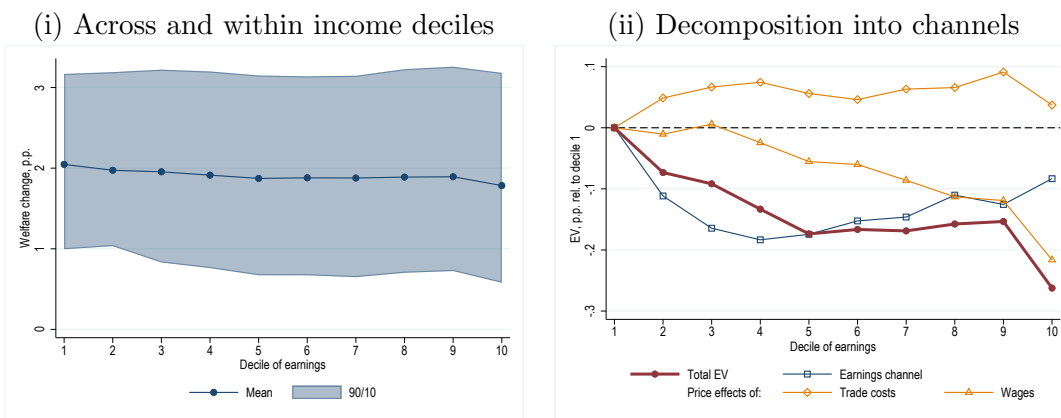 (i) Across and within income deciles
Welfare change, p.p.
3
2
1
0
1 2 3 4 5 6 7 8 9 10
Decile of earnings
Mean 90/10
(ii) Decomposition into channels
EV, p.p. rel. to decile 1
.1
0
-.1
-.2
-.3
1 2 3 4 5 6 7 8 9 10
Decile of earnings
Total EV Earnings channel
Price effects of: Trade costs Wages